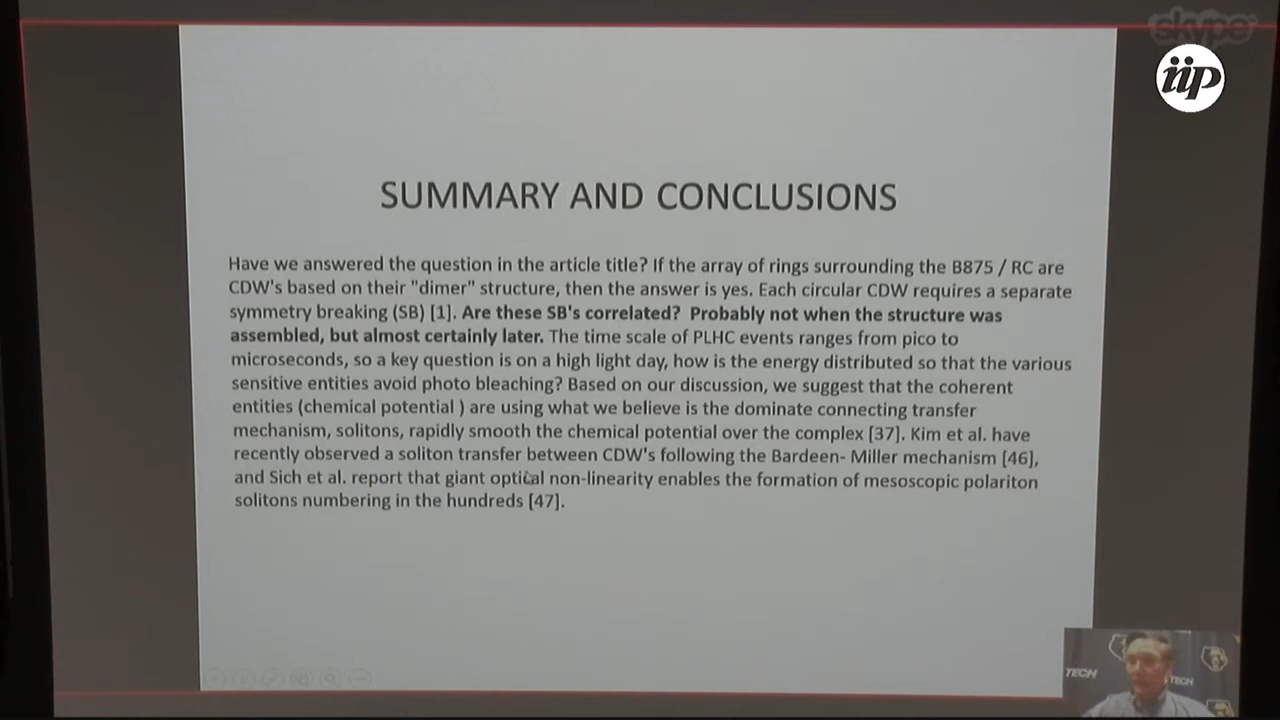 skype
iip
SUMMARY AND CONCLUSIONS
Have we answered the question in the article title? If the array of rings surrounding the B875 / RC are
CDW's based on their "dimer" structure, then the answer is yes. Each circular CDW requires a separate
symmetry breaking (SB) [1]. Are these SB's correlated? Probably not when the structure was
assembled, but almost certainly later. The time scale of PLHC events ranges from pico to
microseconds, so a key question is on a high light day, how is the energy distributed so that the various
sensitive entities avoid photo bleaching? Based on our discussion, we suggest that the coherent
entities (chemical potential ) are using what we believe is the dominate connecting transfer
mechanism, solitons, rapidly smooth the chemical potential over the complex [37]. Kim et al. have
recently observed a soliton transfer between CDW's following the Bardeen- Miller mechanism [46],
and Sich et al. report that giant optical non-linearity enables the formation of mesoscopic polariton
solitons numbering in the hundreds [47].
TECH
TECH